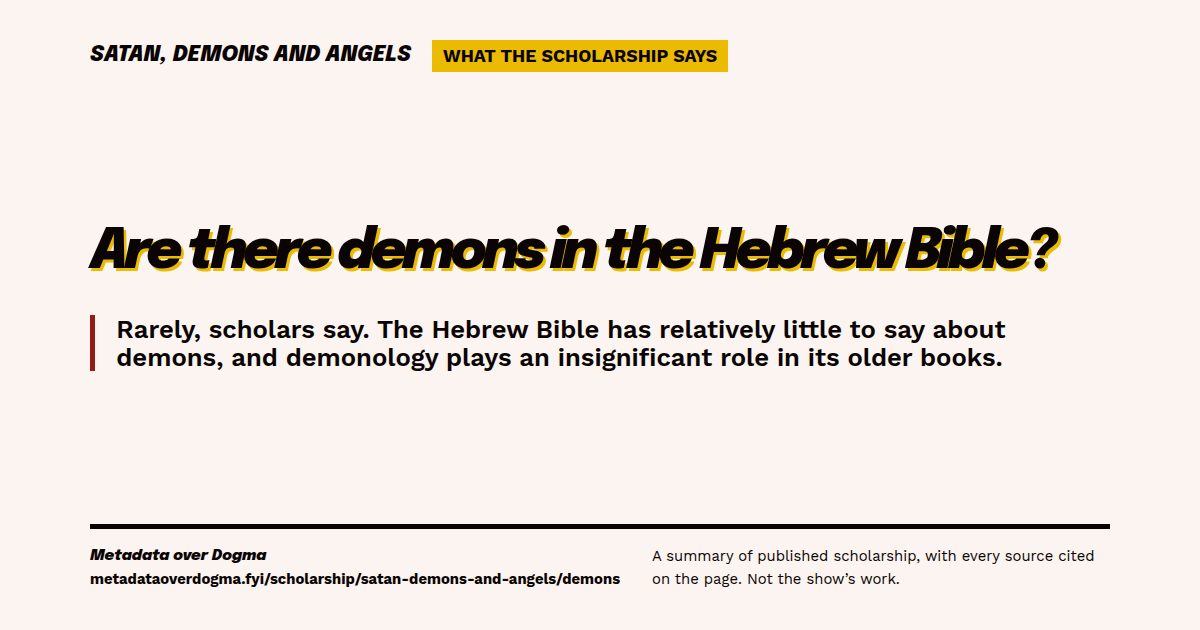 SATAN, DEMONS AND ANGELS
WHAT THE SCHOLARSHIP SAYS
Are there demons in the Hebrew Bible?
Rarely, scholars say. The Hebrew Bible has relatively little to say about
demons, and demonology plays an insignificant role in its older books.
Metadata over Dogma
metadataoverdogma.fyi/scholarship/satan-demons-and-angels/demons
A summary of published scholarship, with every source cited
on the page. Not the show’s work.